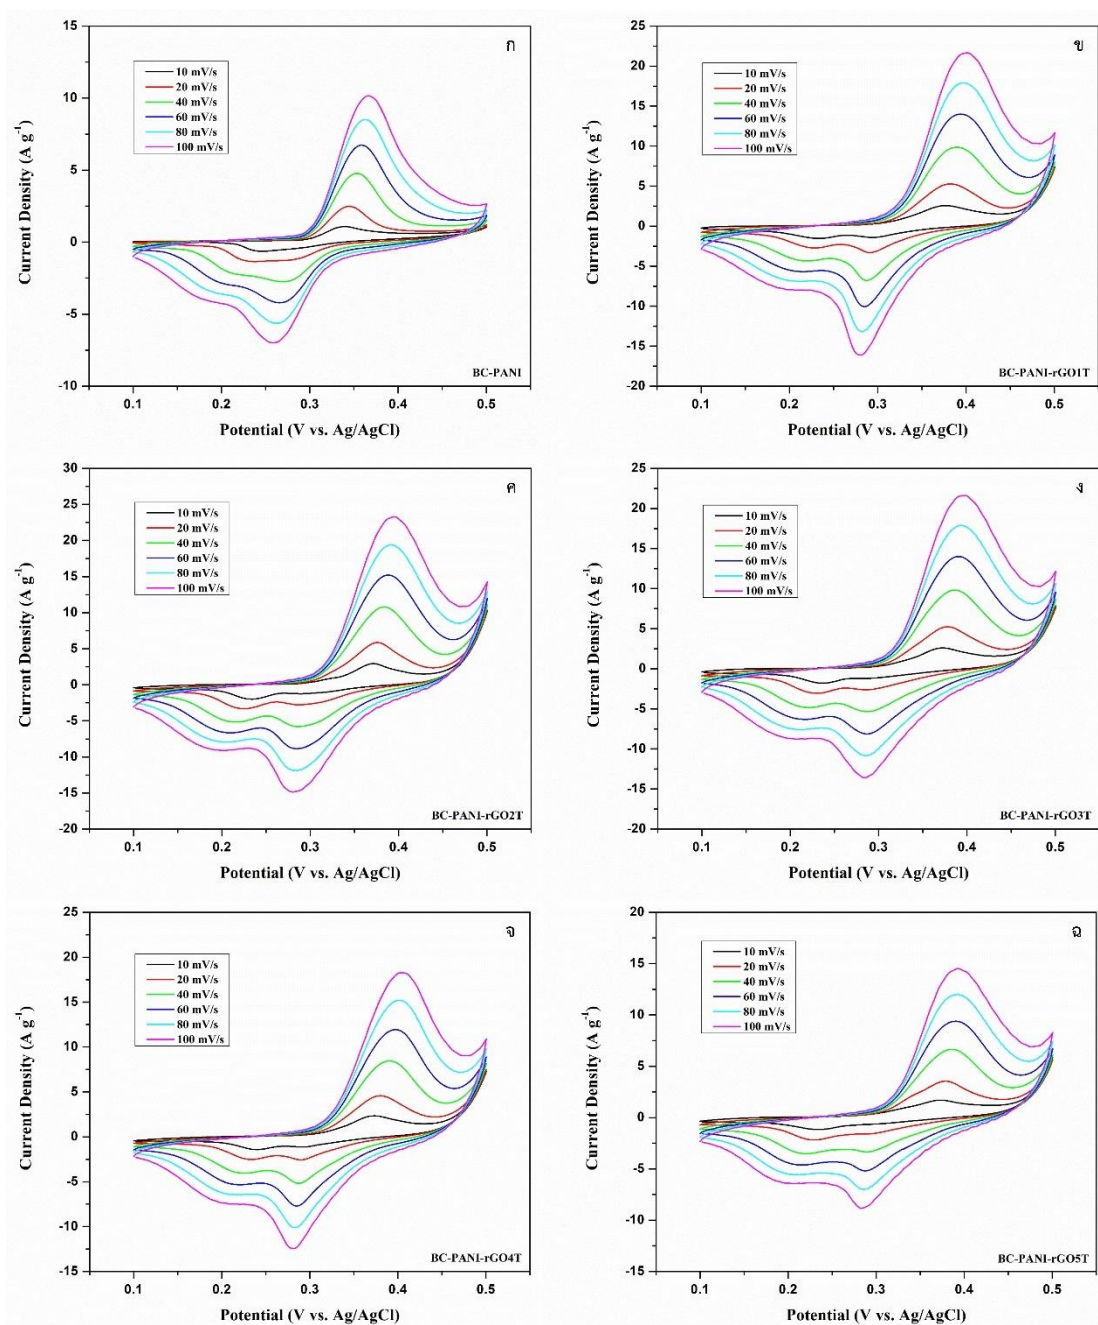 ก
15
10
5
0
-5
-10
0.1 0.2 0.3 0.4 0.5
Current Density (A g⁻¹)
Potential (V vs. Ag/AgCl)
10 mV/s
20 mV/s
40 mV/s
60 mV/s
80 mV/s
100 mV/s
BC-PANI
ข
25
20
15
10
5
0
-5
-10
-15
-20
0.1 0.2 0.3 0.4 0.5
Current Density (A g⁻¹)
Potential (V vs. Ag/AgCl)
10 mV/s
20 mV/s
40 mV/s
60 mV/s
80 mV/s
100 mV/s
BC-PANI-rGO1T
ค
30
25
20
15
10
5
0
-5
-10
-15
-20
0.1 0.2 0.3 0.4 0.5
Current Density (A g⁻¹)
Potential (V vs. Ag/AgCl)
10 mV/s
20 mV/s
40 mV/s
60 mV/s
80 mV/s
100 mV/s
BC-PANI-rGO2T
ง
25
20
15
10
5
0
-5
-10
-15
-20
0.1 0.2 0.3 0.4 0.5
Current Density (A g⁻¹)
Potential (V vs. Ag/AgCl)
10 mV/s
20 mV/s
40 mV/s
60 mV/s
80 mV/s
100 mV/s
BC-PANI-rGO3T
จ
25
20
15
10
5
0
-5
-10
-15
0.1 0.2 0.3 0.4 0.5
Current Density (A g⁻¹)
Potential (V vs. Ag/AgCl)
10 mV/s
20 mV/s
40 mV/s
60 mV/s
80 mV/s
100 mV/s
BC-PANI-rGO4T
ฉ
20
15
10
5
0
-5
-10
-15
0.1 0.2 0.3 0.4 0.5
Current Density (A g⁻¹)
Potential (V vs. Ag/AgCl)
10 mV/s
20 mV/s
40 mV/s
60 mV/s
80 mV/s
100 mV/s
BC-PANI-rGO5T